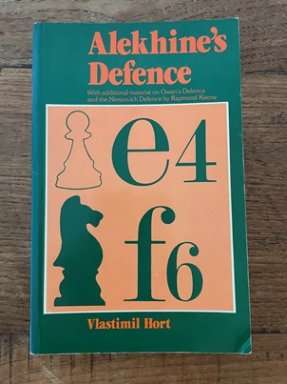 Alekhine's
Defence
With additional material on Owen's Defence
and the Nimzovich Defence by Raymond Keene
e4
f6
Vlastimil Hort